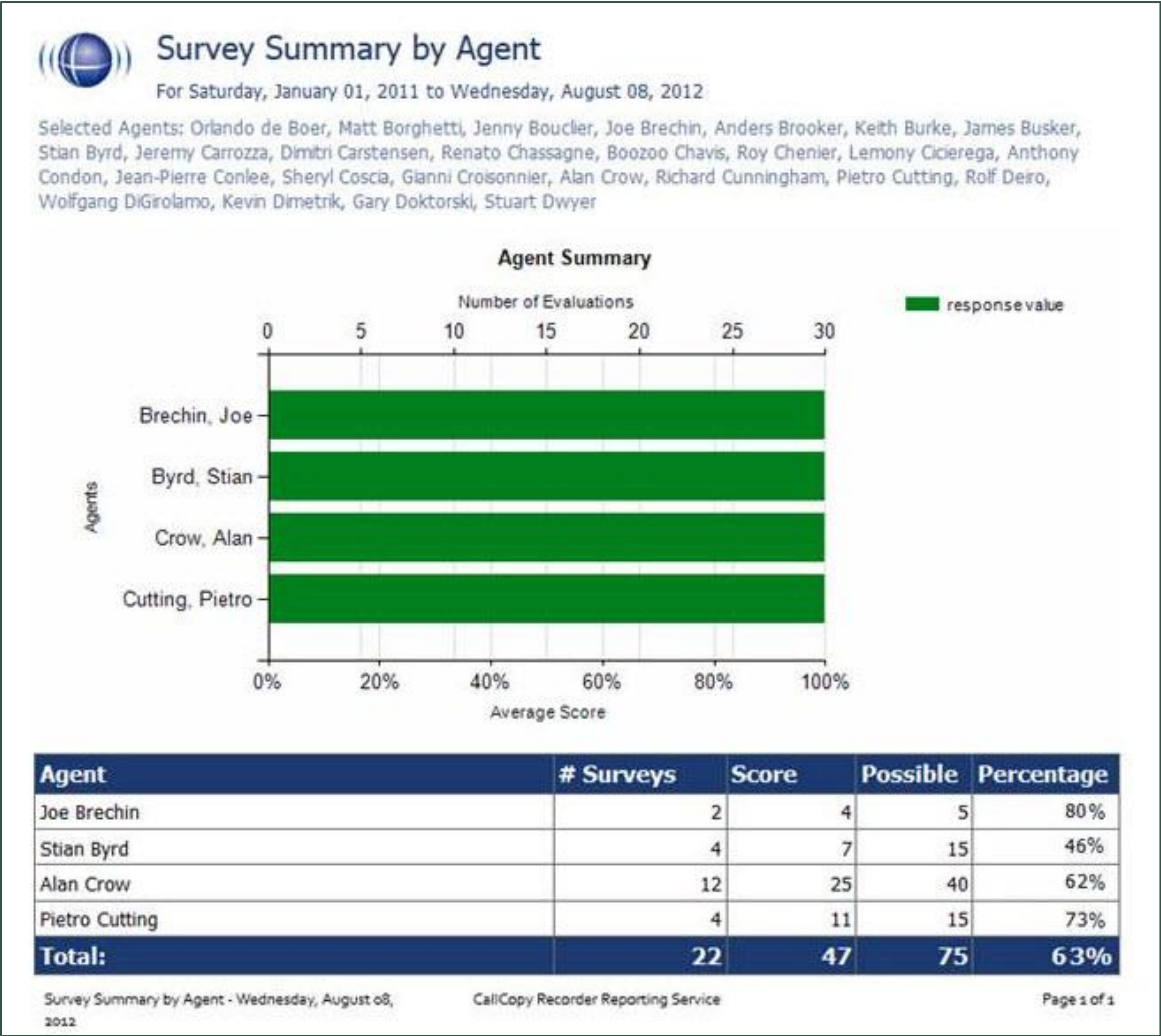 Survey Summary by Agent
For Saturday, January 01, 2011 to Wednesday, August 08, 2012
Selected Agents: Orlando de Boer, Matt Borghetti, Jenny Bouclier, Joe Brechin, Anders Brooker, Keith Burke, James Busker,
Stian Byrd, Jeremy Carrozza, Dimitri Carstensen, Renato Chassagne, Boozoo Chavis, Roy Chenier, Lemony Cicierega, Anthony
Condon, Jean-Pierre Conlee, Sheryl Coscia, Gianni Croisonnier, Alan Crow, Richard Cunningham, Pietro Cutting, Rolf Deiro,
Wolfgang DiGirolamo, Kevin Dimetrik, Gary Doktorski, Stuart Dwyer
Agent Summary
Number of Evaluations
response value
0 5 10 15 20 25 30
Brechin, Joe
Byrd, Stian
Agents
Crow, Alan
Cutting, Pietro
0% 20% 40% 60% 80% 100%
Average Score
Agent # Surveys Score Possible Percentage
Joe Brechin 2 4 5 80%
Stian Byrd 4 7 15 46%
Alan Crow 12 25 40 62%
Pietro Cutting 4 11 15 73%
Total: 22 47 75 63%
Survey Summary by Agent - Wednesday, August 08, CallCopy Recorder Reporting Service Page 1 of 1
2012